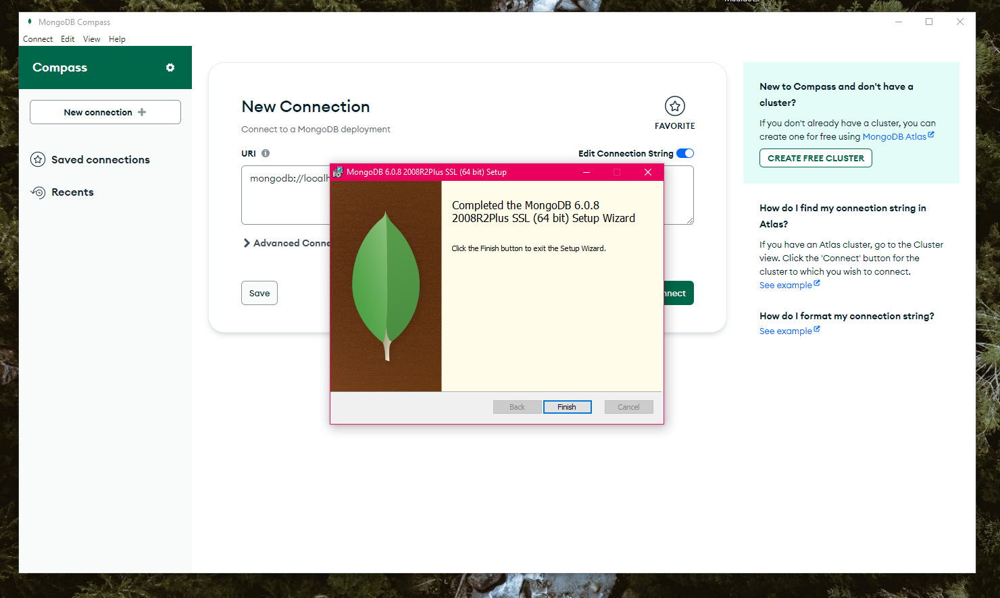 MongoDB Compass
Connect Edit View Help
Compass
New connection
Saved connections
Recents
New Connection
Connect to a MongoDB deployment
FAVORITE
URI
Edit Connection String
mongodb://localh
Advanced Conne
Save
nnect
MongoDB 6.0.8 2008R2Plus SSL (64 bit) Setup
Completed the MongoDB 6.0.8
2008R2Plus SSL (64 bit) Setup Wizard
Click the Finish button to exit the Setup Wizard.
Back
Finish
Cancel
New to Compass and don't have a
cluster?
If you don't already have a cluster, you can
create one for free using MongoDB Atlas
CREATE FREE CLUSTER
How do I find my connection string in
Atlas?
If you have an Atlas cluster, go to the Cluster
view. Click the 'Connect' button for the
cluster to which you wish to connect.
See example
How do I format my connection string?
See example